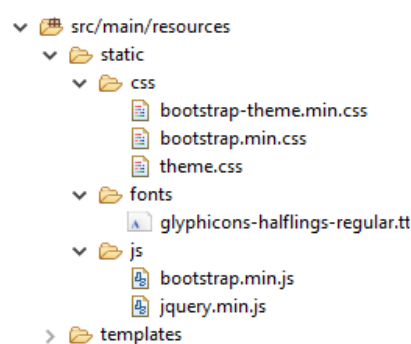 src/main/resources
static
css
bootstrap-theme.min.css
bootstrap.min.css
theme.css
fonts
glyphicons-halflings-regular.tt
js
bootstrap.min.js
jquery.min.js
templates